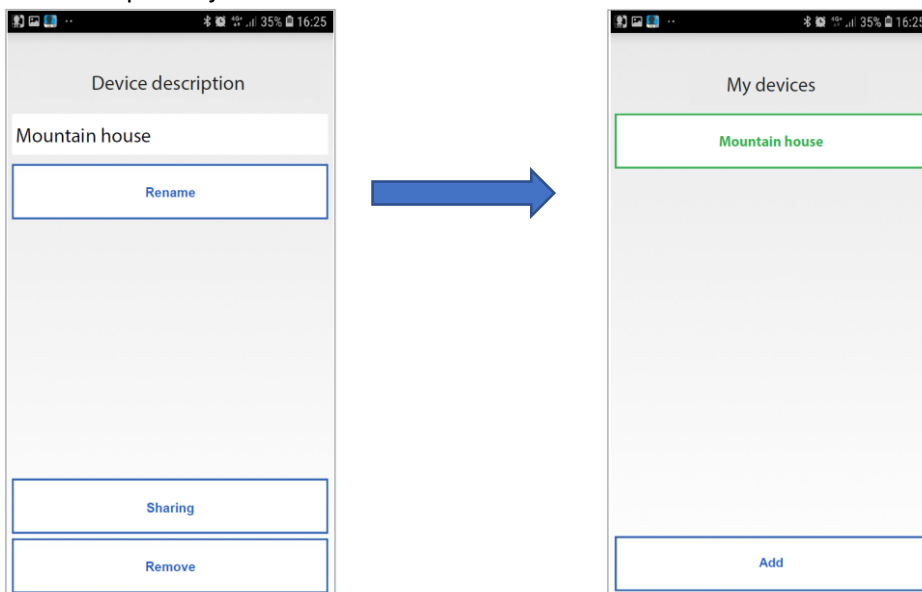 35% 16:25
Device description
Mountain house
Rename
Sharing
Remove
35% 16:25
My devices
Mountain house
Add